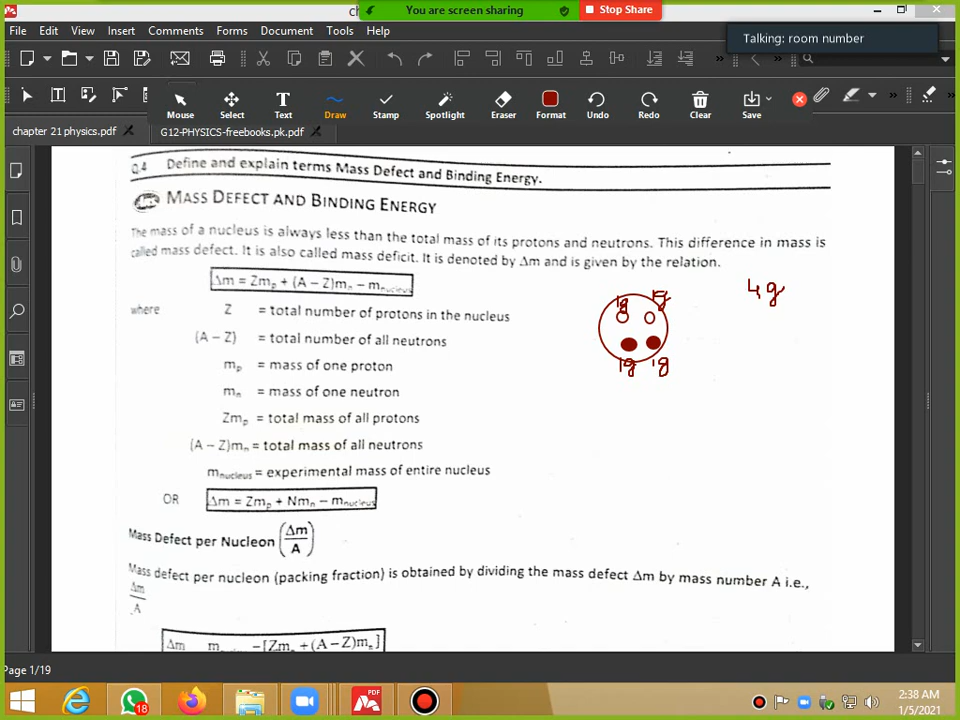 You are screen sharing
Stop Share
File Edit View Insert Comments Forms Document Tools Help
Talking: room number
Mouse Select Text Draw Stamp Spotlight Eraser Format Undo Redo Clear Save
chapter 21 physics.pdf
G12-PHYSICS-freebooks.pk.pdf
Q.4 Define and explain terms Mass Defect and Binding Energy.
MASS DEFECT AND BINDING ENERGY
The mass of a nucleus is always less than the total mass of its protons and neutrons. This difference in mass is
called mass defect. It is also called mass deficit. It is denoted by Δm and is given by the relation.
Δm = Zmp + (A – Z)mn – mnucleus
where Z = total number of protons in the nucleus
(A – Z) = total number of all neutrons
mp = mass of one proton
mn = mass of one neutron
Zmp = total mass of all protons
(A – Z)mn = total mass of all neutrons
mnucleus = experimental mass of entire nucleus
OR Δm = Zmp + Nmn – mnucleus
1g
4g
1g 1g
Mass Defect per Nucleon (Δm/A)
Mass defect per nucleon (packing fraction) is obtained by dividing the mass defect Δm by mass number A i.e.,
Δm
A
Page 1/19
PDF
18
2:38 AM
1/5/2021